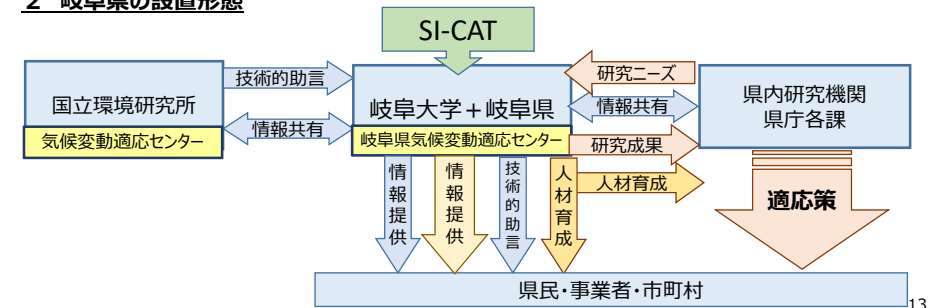 2 岐阜県の設置形態
SI-CAT
国立環境研究所
気候変動適応センター
技術的助言
情報共有
岐阜大学＋岐阜県
岐阜県気候変動適応センター
研究ニーズ
情報共有
研究成果
人材育成
県内研究機関
県庁各課
情報提供
情報提供
技術的助言
人材育成
適応策
県民・事業者・市町村
13